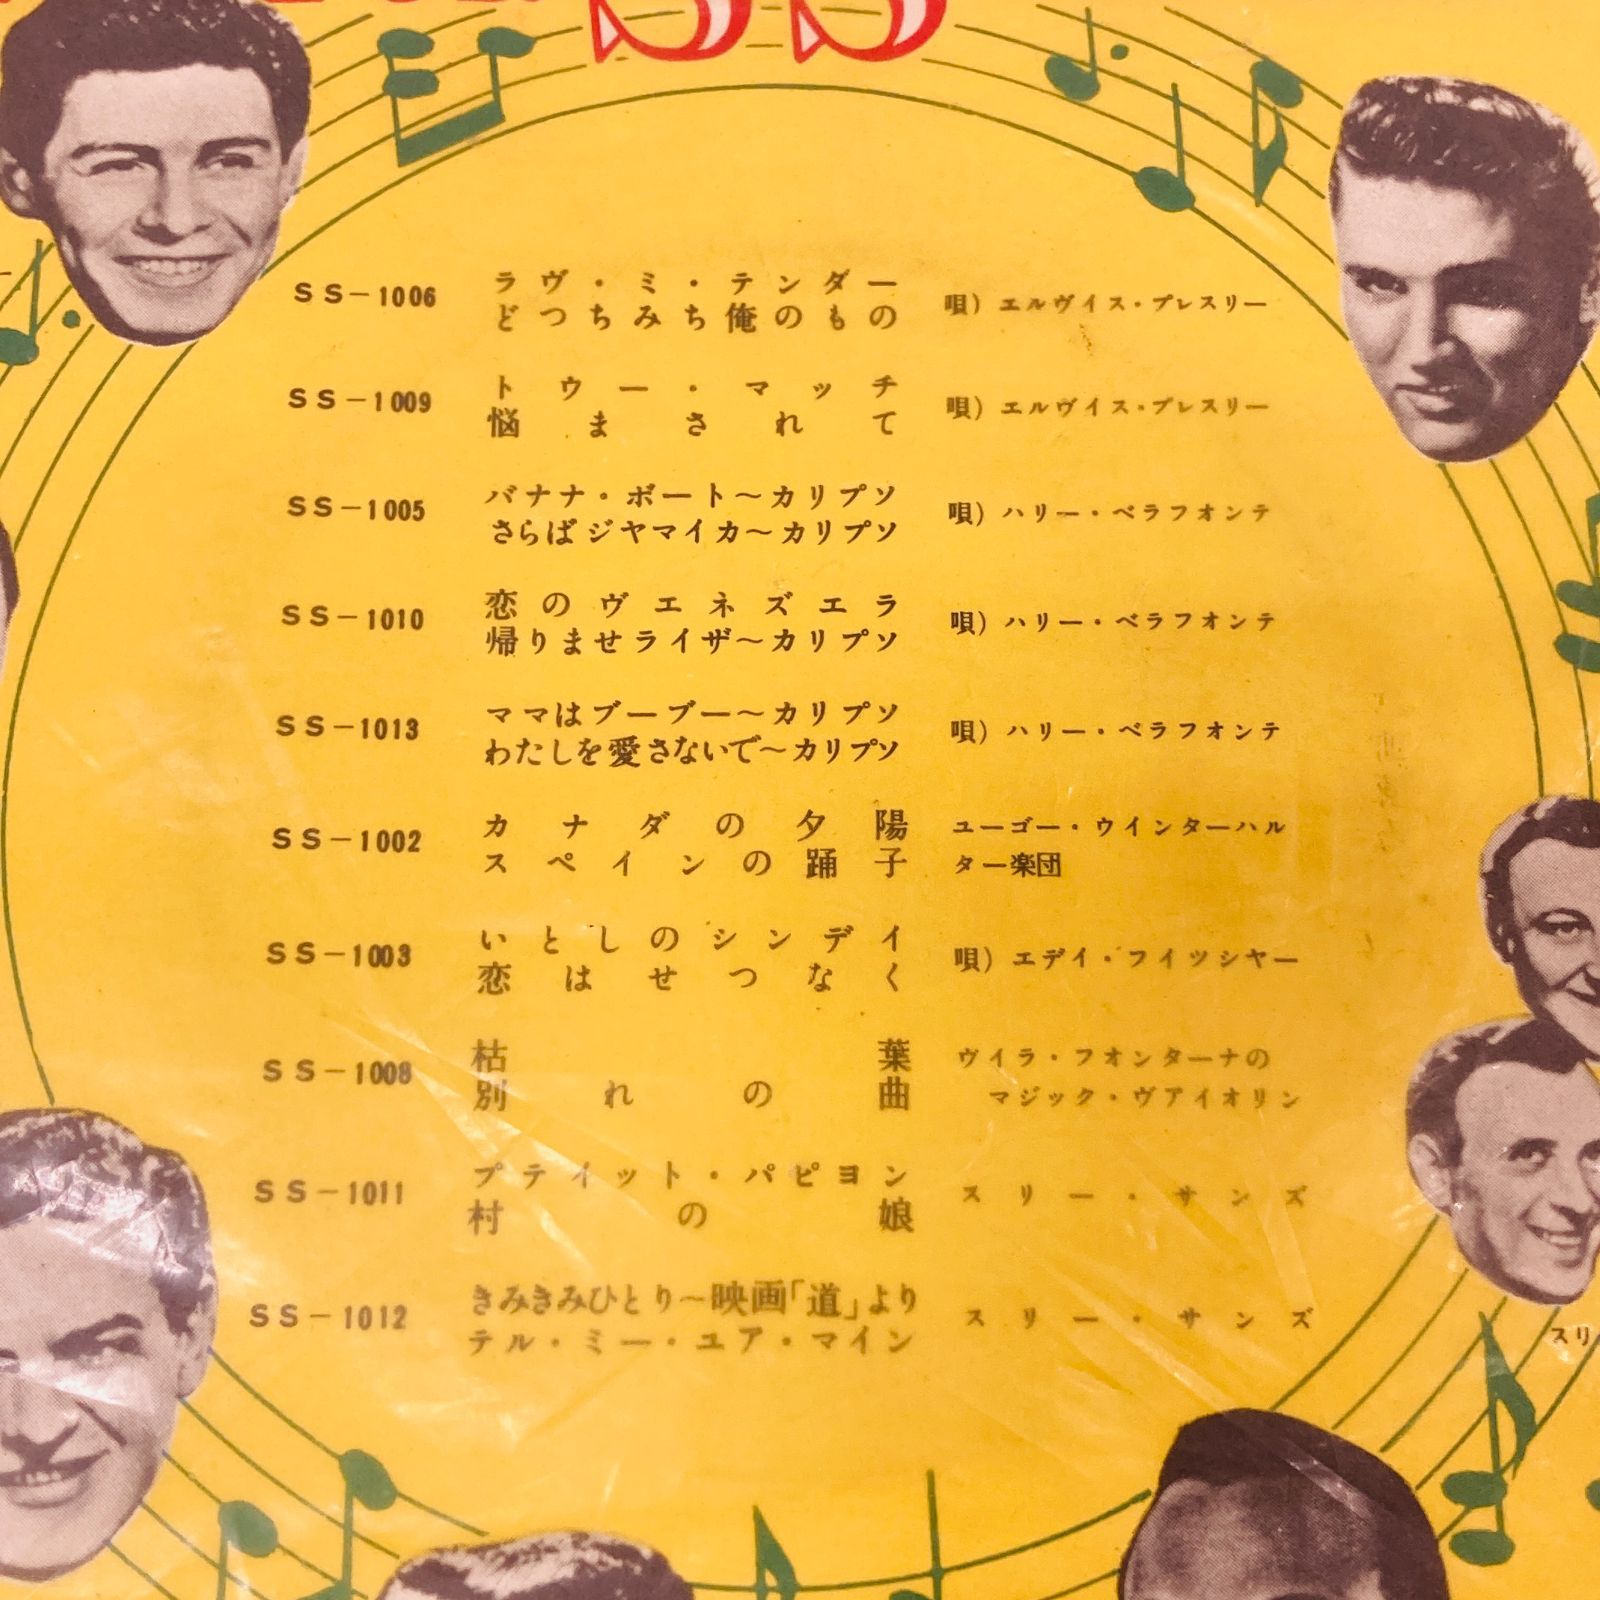 SS
SS-1006 ラヴ・ミ・テンダー
どつちみち俺のもの 唄) エルヴイス・プレスリー
SS-1009 トウー・マッチ
悩まされて 唄) エルヴイス・プレスリー
SS-1005 バナナ・ボート〜カリプソ
さらばジヤマイカ〜カリプソ 唄) ハリー・ベラフオンテ
SS-1010 恋のヴエネズエラ
帰りませライザ〜カリプソ 唄) ハリー・ベラフオンテ
SS-1013 ママはブーブー〜カリプソ
わたしを愛さないで〜カリプソ 唄) ハリー・ベラフオンテ
SS-1002 カナダの夕陽 ユーゴー・ウインターハル
スペインの踊子 ター楽団
SS-1003 いとしのシンデイ
恋はせつなく 唄) エデイ・フイツシヤー
SS-1008 枯葉 ヴイラ・フオンターナの
別れの曲 マジック・ヴアイオリン
SS-1011 プテイット・パピヨン
村の娘 スリー・サンズ
SS-1012 きみきみひとり〜映画「道」より
テル・ミー・ユア・マイン スリー・サンズ
スリ